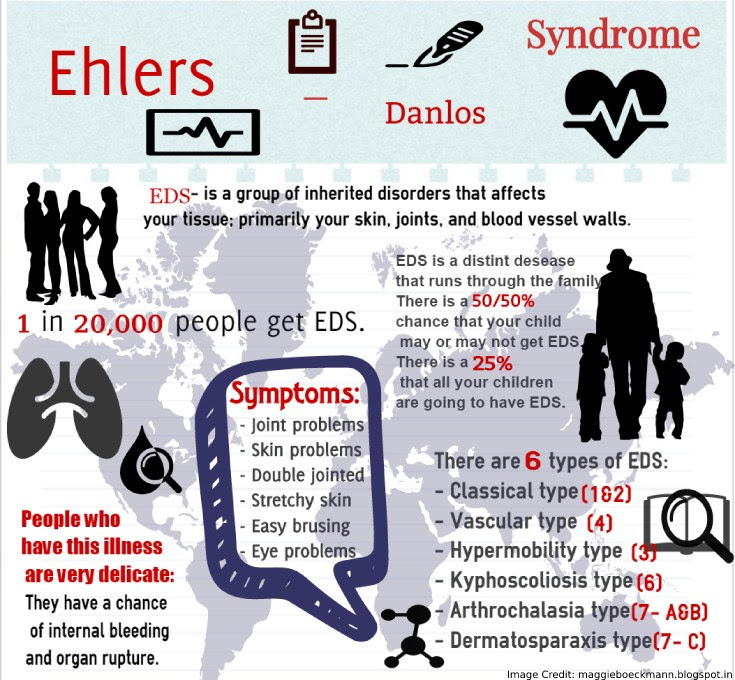 Ehlers
–
Danlos
Syndrome
EDS- is a group of inherited disorders that affects
your tissue; primarily your skin, joints, and blood vessel walls.
1 in 20,000 people get EDS.
EDS is a distint desease
that runs through the family
There is a 50/50%
chance that your child
may or may not get EDS.
There is a 25%
that all your children
are going to have EDS.
Symptoms:
- Joint problems
- Skin problems
- Double jointed
- Stretchy skin
- Easy brusing
- Eye problems
People who
have this illness
are very delicate:
They have a chance
of internal bleeding
and organ rupture.
There are 6 types of EDS:
- Classical type (1&2)
- Vascular type (4)
- Hypermobility type (3)
- Kyphoscoliosis type (6)
- Arthrochalasia type(7- A&B)
- Dermatosparaxis type(7- C)
Image Credit: maggieboeckmann.blogspot.in